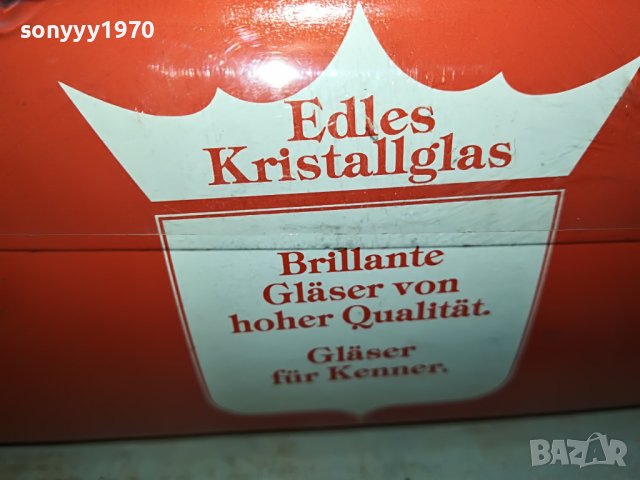 sonyyy1970
Edles
Kristallglas
Brillante
Gläser von
hoher Qualität.
Gläser
für Kenner.
BAZAR